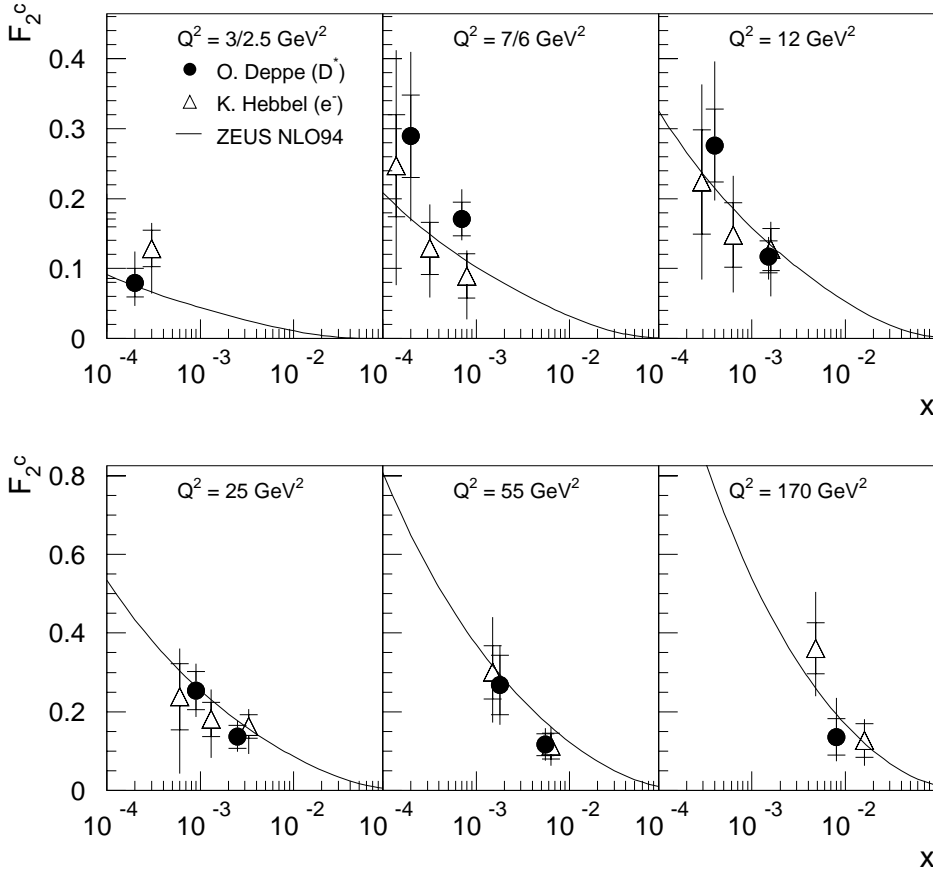 F₂ᶜ
Q² = 3/2.5 GeV²
O. Deppe (D*)
K. Hebbel (e⁻)
ZEUS NLO94
Q² = 7/6 GeV²
Q² = 12 GeV²
0.4
0.3
0.2
0.1
0
10⁻⁴ 10⁻³ 10⁻² 10⁻⁴ 10⁻³ 10⁻² 10⁻⁴ 10⁻³ 10⁻²
x
F₂ᶜ
Q² = 25 GeV² Q² = 55 GeV² Q² = 170 GeV²
0.8
0.6
0.4
0.2
0
10⁻⁴ 10⁻³ 10⁻² 10⁻⁴ 10⁻³ 10⁻² 10⁻⁴ 10⁻³ 10⁻²
x